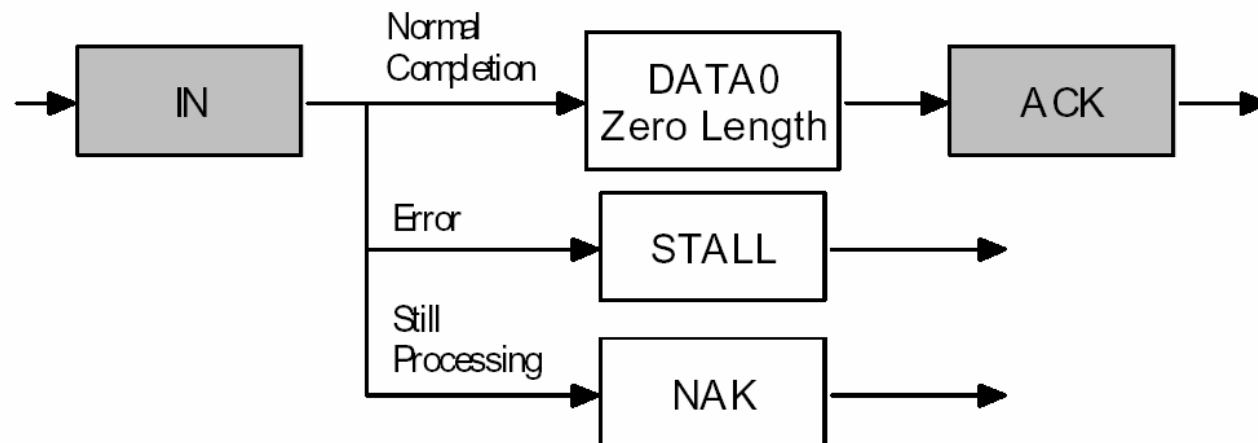 Normal
Completion
IN
DATA0
Zero Length
ACK
Error
STALL
Still
Processing
NAK